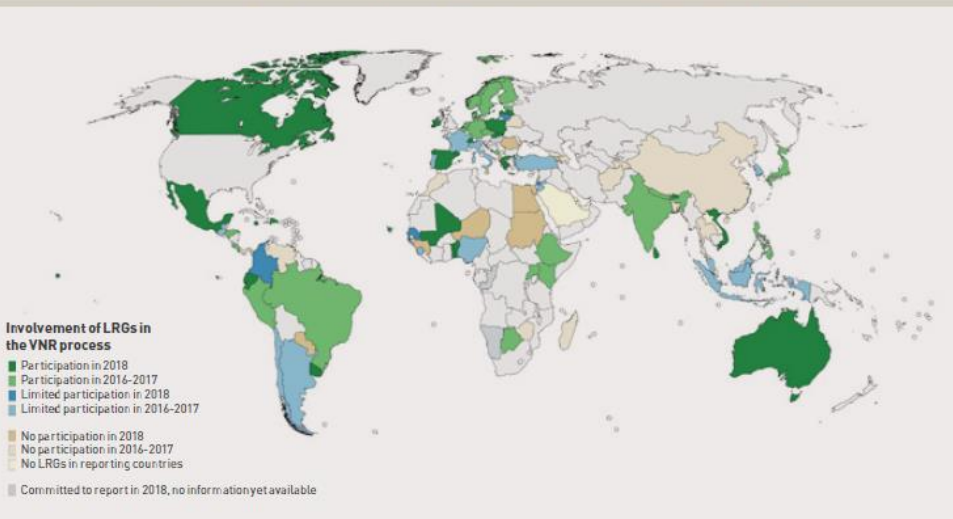 Involvement of LRGs in
the VNR process
Participation in 2018
Participation in 2016-2017
Limited participation in 2018
Limited participation in 2016-2017
No participation in 2018
No participation in 2016-2017
No LRGs in reporting countries
Committed to report in 2018, no information yet available